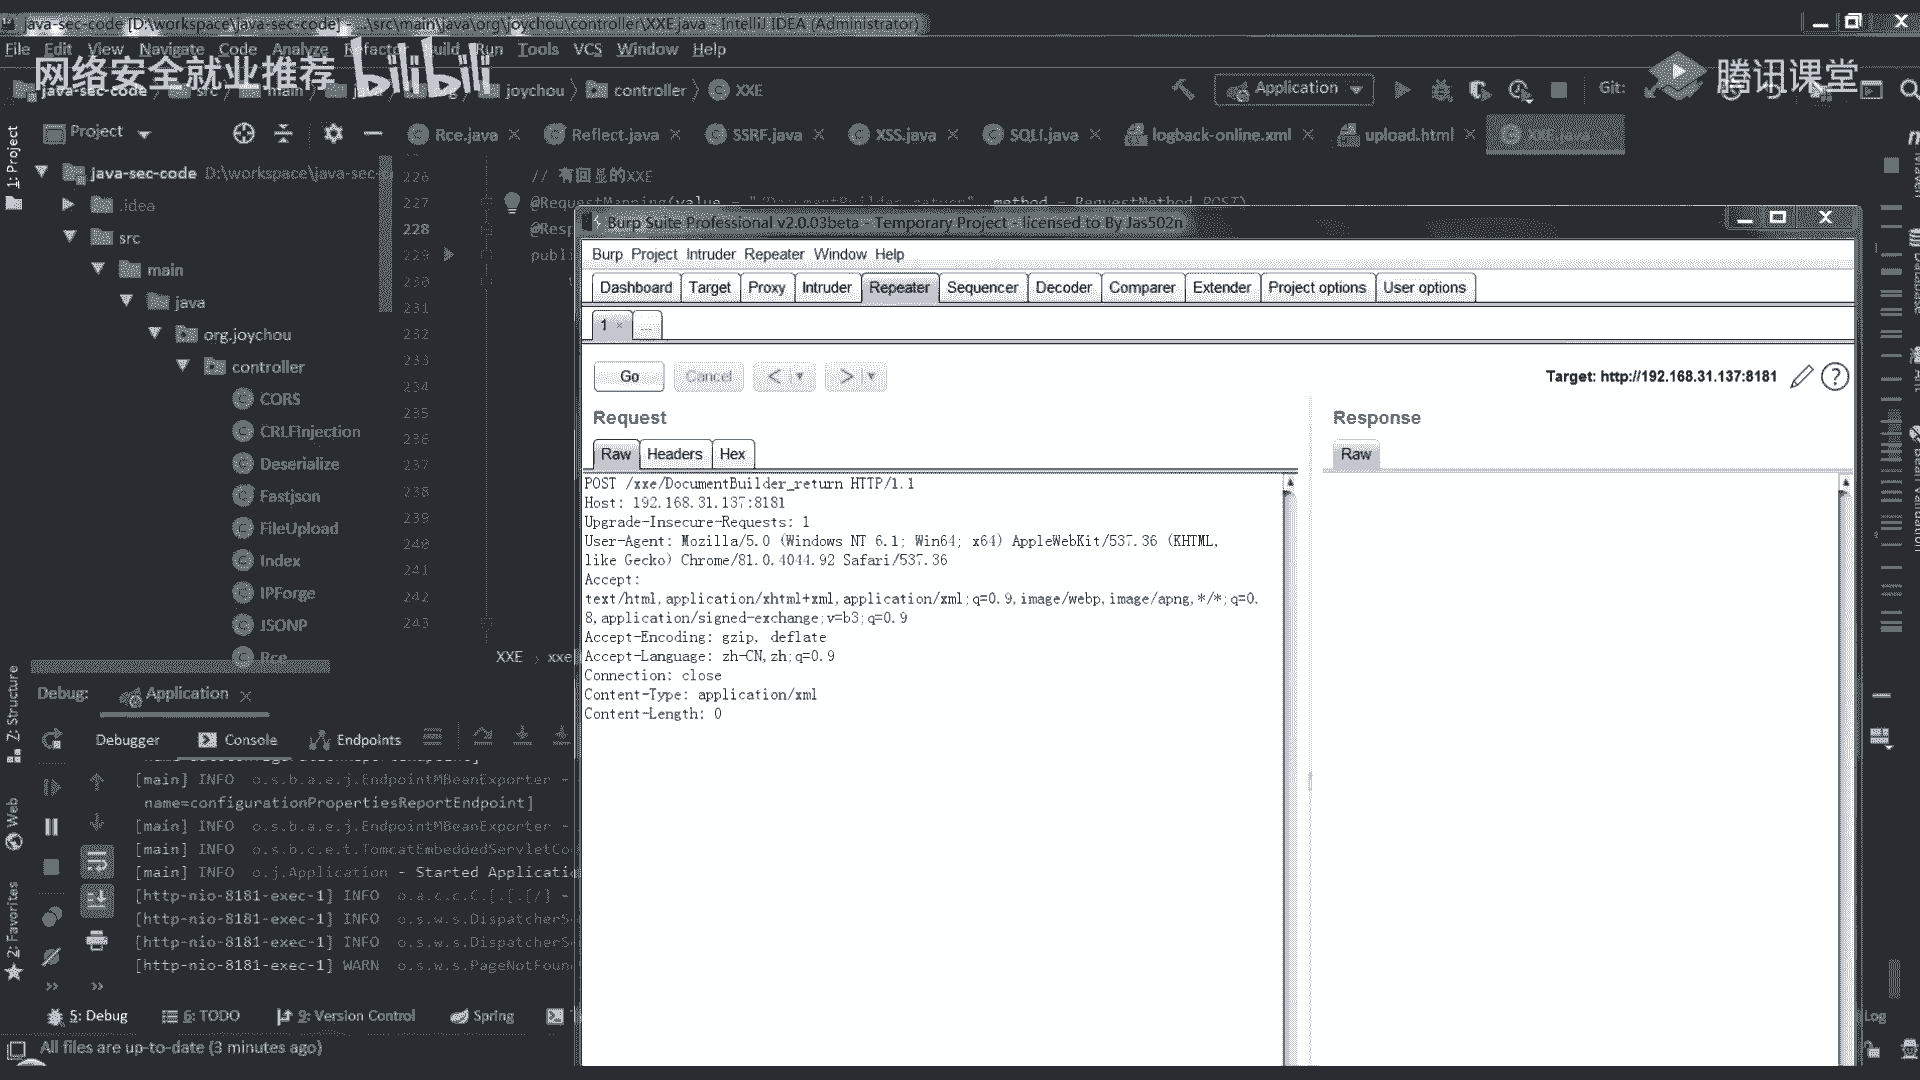 java-sec-code [D:\workspace\java-sec-code] - ...\src\main\java\org\joychou\controller\XXE.java - IntelliJ IDEA (Administrator)
File Edit View Navigate Code Analyze Refactor Build Run Tools VCS Window Help
网络安全就业推荐 bilibili
腾讯课堂
java-sec-code src main java org joychou controller XXE
Application Git:
1: Project
Project
Rce.java Reflect.java SSRF.java XSS.java SQLI.java logback-online.xml upload.html XXE.java
java-sec-code D:\workspace\java-sec-
.idea
src
main
java
org.joychou
controller
CORS
CRLFInjection
Deserialize
Fastjson
FileUpload
Index
IPForge
JSONP
Rce
226 // 有回显的XXE
227 @RequestMapping(value = "/DocumentBuilder_return", method = RequestMethod.POST)
228 @Resp
229 publi
230
231
232
233
234
235
236
237
238
239
240
241
242
243
XXE xxe
Burp Suite Professional v2.0.03beta - Temporary Project - licensed to By Jas502n
Burp Project Intruder Repeater Window Help
Dashboard Target Proxy Intruder Repeater Sequencer Decoder Comparer Extender Project options User options
1 × ...
Go Cancel < >
Target: http://192.168.31.137:8181 ?
Request
Raw Headers Hex
POST /xxe/DocumentBuilder_return HTTP/1.1
Host: 192.168.31.137:8181
Upgrade-Insecure-Requests: 1
User-Agent: Mozilla/5.0 (Windows NT 6.1; Win64; x64) AppleWebKit/537.36 (KHTML,
like Gecko) Chrome/81.0.4044.92 Safari/537.36
Accept:
text/html,application/xhtml+xml,application/xml;q=0.9,image/webp,image/apng,*/*;q=0.
8,application/signed-exchange;v=b3;q=0.9
Accept-Encoding: gzip, deflate
Accept-Language: zh-CN,zh;q=0.9
Connection: close
Content-Type: application/xml
Content-Length: 0
Response
Raw
Z: Structure
Web
2: Favorites
Debug: Application
Debugger Console Endpoints
[main] INFO o.s.b.a.e.j.EndpointMBeanExporter -
name=configurationPropertiesReportEndpoint]
[main] INFO o.s.b.a.e.j.EndpointMBeanExporter -
[main] INFO o.s.b.c.e.t.TomcatEmbeddedServletCo
[main] INFO o.j.Application - Started Applicatio
[http-nio-8181-exec-1] INFO o.a.c.c.C.[.[.[/] -
[http-nio-8181-exec-1] INFO o.s.w.s.DispatcherSe
[http-nio-8181-exec-1] INFO o.s.w.s.DispatcherSe
[http-nio-8181-exec-1] WARN o.s.w.s.PageNotFoun
5: Debug 6: TODO 9: Version Control Spring
Log
All files are up-to-date (3 minutes ago)